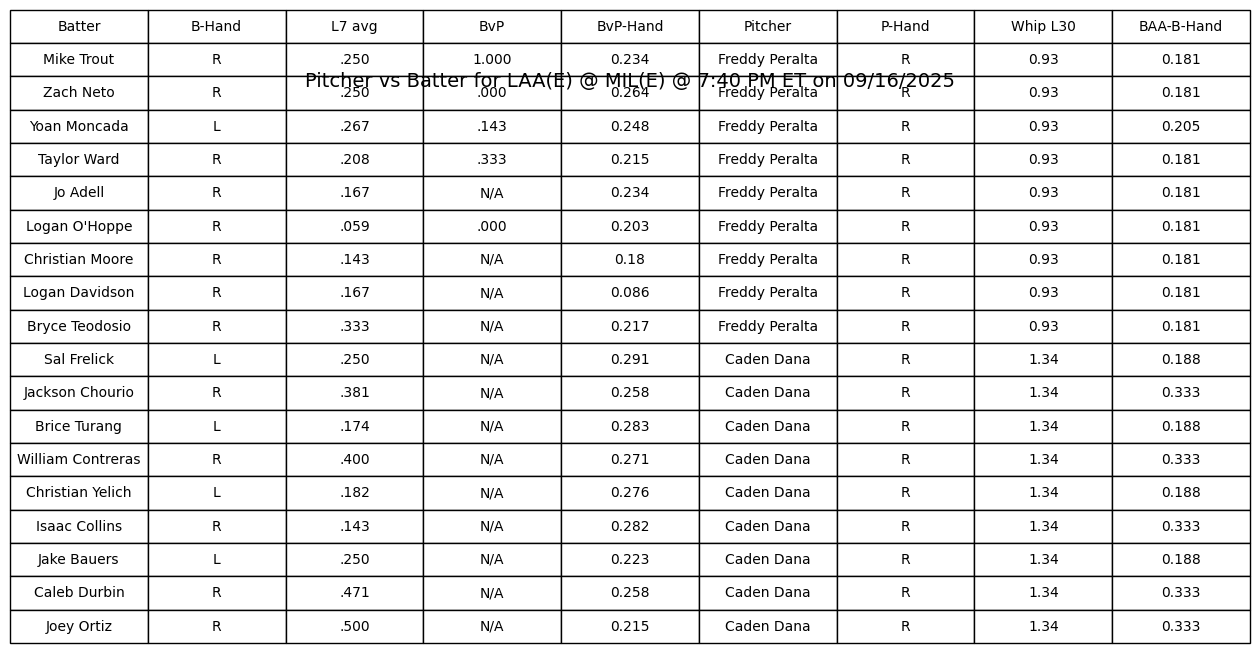 Batter B-Hand L7 avg BvP BvP-Hand Pitcher P-Hand Whip L30 BAA-B-Hand
Mike Trout R .250 1.000 0.234 Freddy Peralta R 0.93 0.181
Pitcher vs Batter for LAA(E) @ MIL(E) @ 7:40 PM ET on 09/16/2025
Zach Neto R .250 .000 0.264 Freddy Peralta R 0.93 0.181
Yoan Moncada L .267 .143 0.248 Freddy Peralta R 0.93 0.205
Taylor Ward R .208 .333 0.215 Freddy Peralta R 0.93 0.181
Jo Adell R .167 N/A 0.234 Freddy Peralta R 0.93 0.181
Logan O'Hoppe R .059 .000 0.203 Freddy Peralta R 0.93 0.181
Christian Moore R .143 N/A 0.18 Freddy Peralta R 0.93 0.181
Logan Davidson R .167 N/A 0.086 Freddy Peralta R 0.93 0.181
Bryce Teodosio R .333 N/A 0.217 Freddy Peralta R 0.93 0.181
Sal Frelick L .250 N/A 0.291 Caden Dana R 1.34 0.188
Jackson Chourio R .381 N/A 0.258 Caden Dana R 1.34 0.333
Brice Turang L .174 N/A 0.283 Caden Dana R 1.34 0.188
William Contreras R .400 N/A 0.271 Caden Dana R 1.34 0.333
Christian Yelich L .182 N/A 0.276 Caden Dana R 1.34 0.188
Isaac Collins R .143 N/A 0.282 Caden Dana R 1.34 0.333
Jake Bauers L .250 N/A 0.223 Caden Dana R 1.34 0.188
Caleb Durbin R .471 N/A 0.258 Caden Dana R 1.34 0.333
Joey Ortiz R .500 N/A 0.215 Caden Dana R 1.34 0.333